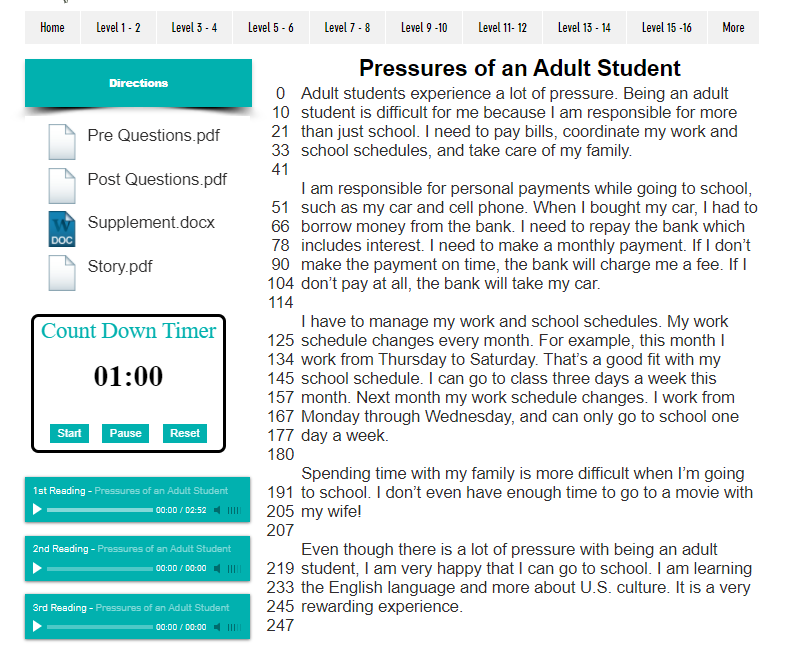 Home Level 1 - 2 Level 3 - 4 Level 5 - 6 Level 7 - 8 Level 9 -10 Level 11- 12 Level 13 - 14 Level 15 -16 More
Directions
Pre Questions.pdf
Post Questions.pdf
W
DOC
Supplement.docx
Story.pdf
Count Down Timer
01:00
Start Pause Reset
1st Reading - Pressures of an Adult Student
00:00 / 02:52
2nd Reading - Pressures of an Adult Student
00:00 / 00:00
3rd Reading - Pressures of an Adult Student
00:00 / 00:00
Pressures of an Adult Student
0 Adult students experience a lot of pressure. Being an adult
10 student is difficult for me because I am responsible for more
21 than just school. I need to pay bills, coordinate my work and
33 school schedules, and take care of my family.
41
I am responsible for personal payments while going to school,
51 such as my car and cell phone. When I bought my car, I had to
66 borrow money from the bank. I need to repay the bank which
78 includes interest. I need to make a monthly payment. If I don’t
90 make the payment on time, the bank will charge me a fee. If I
104 don’t pay at all, the bank will take my car.
114
I have to manage my work and school schedules. My work
125 schedule changes every month. For example, this month I
134 work from Thursday to Saturday. That’s a good fit with my
145 school schedule. I can go to class three days a week this
157 month. Next month my work schedule changes. I work from
167 Monday through Wednesday, and can only go to school one
177 day a week.
180
Spending time with my family is more difficult when I’m going
191 to school. I don’t even have enough time to go to a movie with
205 my wife!
207
Even though there is a lot of pressure with being an adult
219 student, I am very happy that I can go to school. I am learning
233 the English language and more about U.S. culture. It is a very
245 rewarding experience.
247